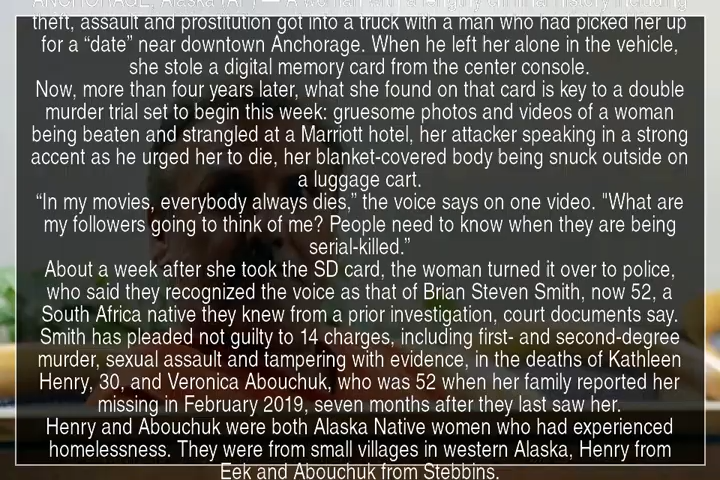 ANCHORAGE, Alaska (AP) — A woman with a lengthy criminal history including
theft, assault and prostitution got into a truck with a man who had picked her up
for a “date” near downtown Anchorage. When he left her alone in the vehicle,
she stole a digital memory card from the center console.
Now, more than four years later, what she found on that card is key to a double
murder trial set to begin this week: gruesome photos and videos of a woman
being beaten and strangled at a Marriott hotel, her attacker speaking in a strong
accent as he urged her to die, her blanket-covered body being snuck outside on
a luggage cart.
“In my movies, everybody always dies,” the voice says on one video. "What are
my followers going to think of me? People need to know when they are being
serial-killed.”
About a week after she took the SD card, the woman turned it over to police,
who said they recognized the voice as that of Brian Steven Smith, now 52, a
South Africa native they knew from a prior investigation, court documents say.
Smith has pleaded not guilty to 14 charges, including first- and second-degree
murder, sexual assault and tampering with evidence, in the deaths of Kathleen
Henry, 30, and Veronica Abouchuk, who was 52 when her family reported her
missing in February 2019, seven months after they last saw her.
Henry and Abouchuk were both Alaska Native women who had experienced
homelessness. They were from small villages in western Alaska, Henry from
Eek and Abouchuk from Stebbins.